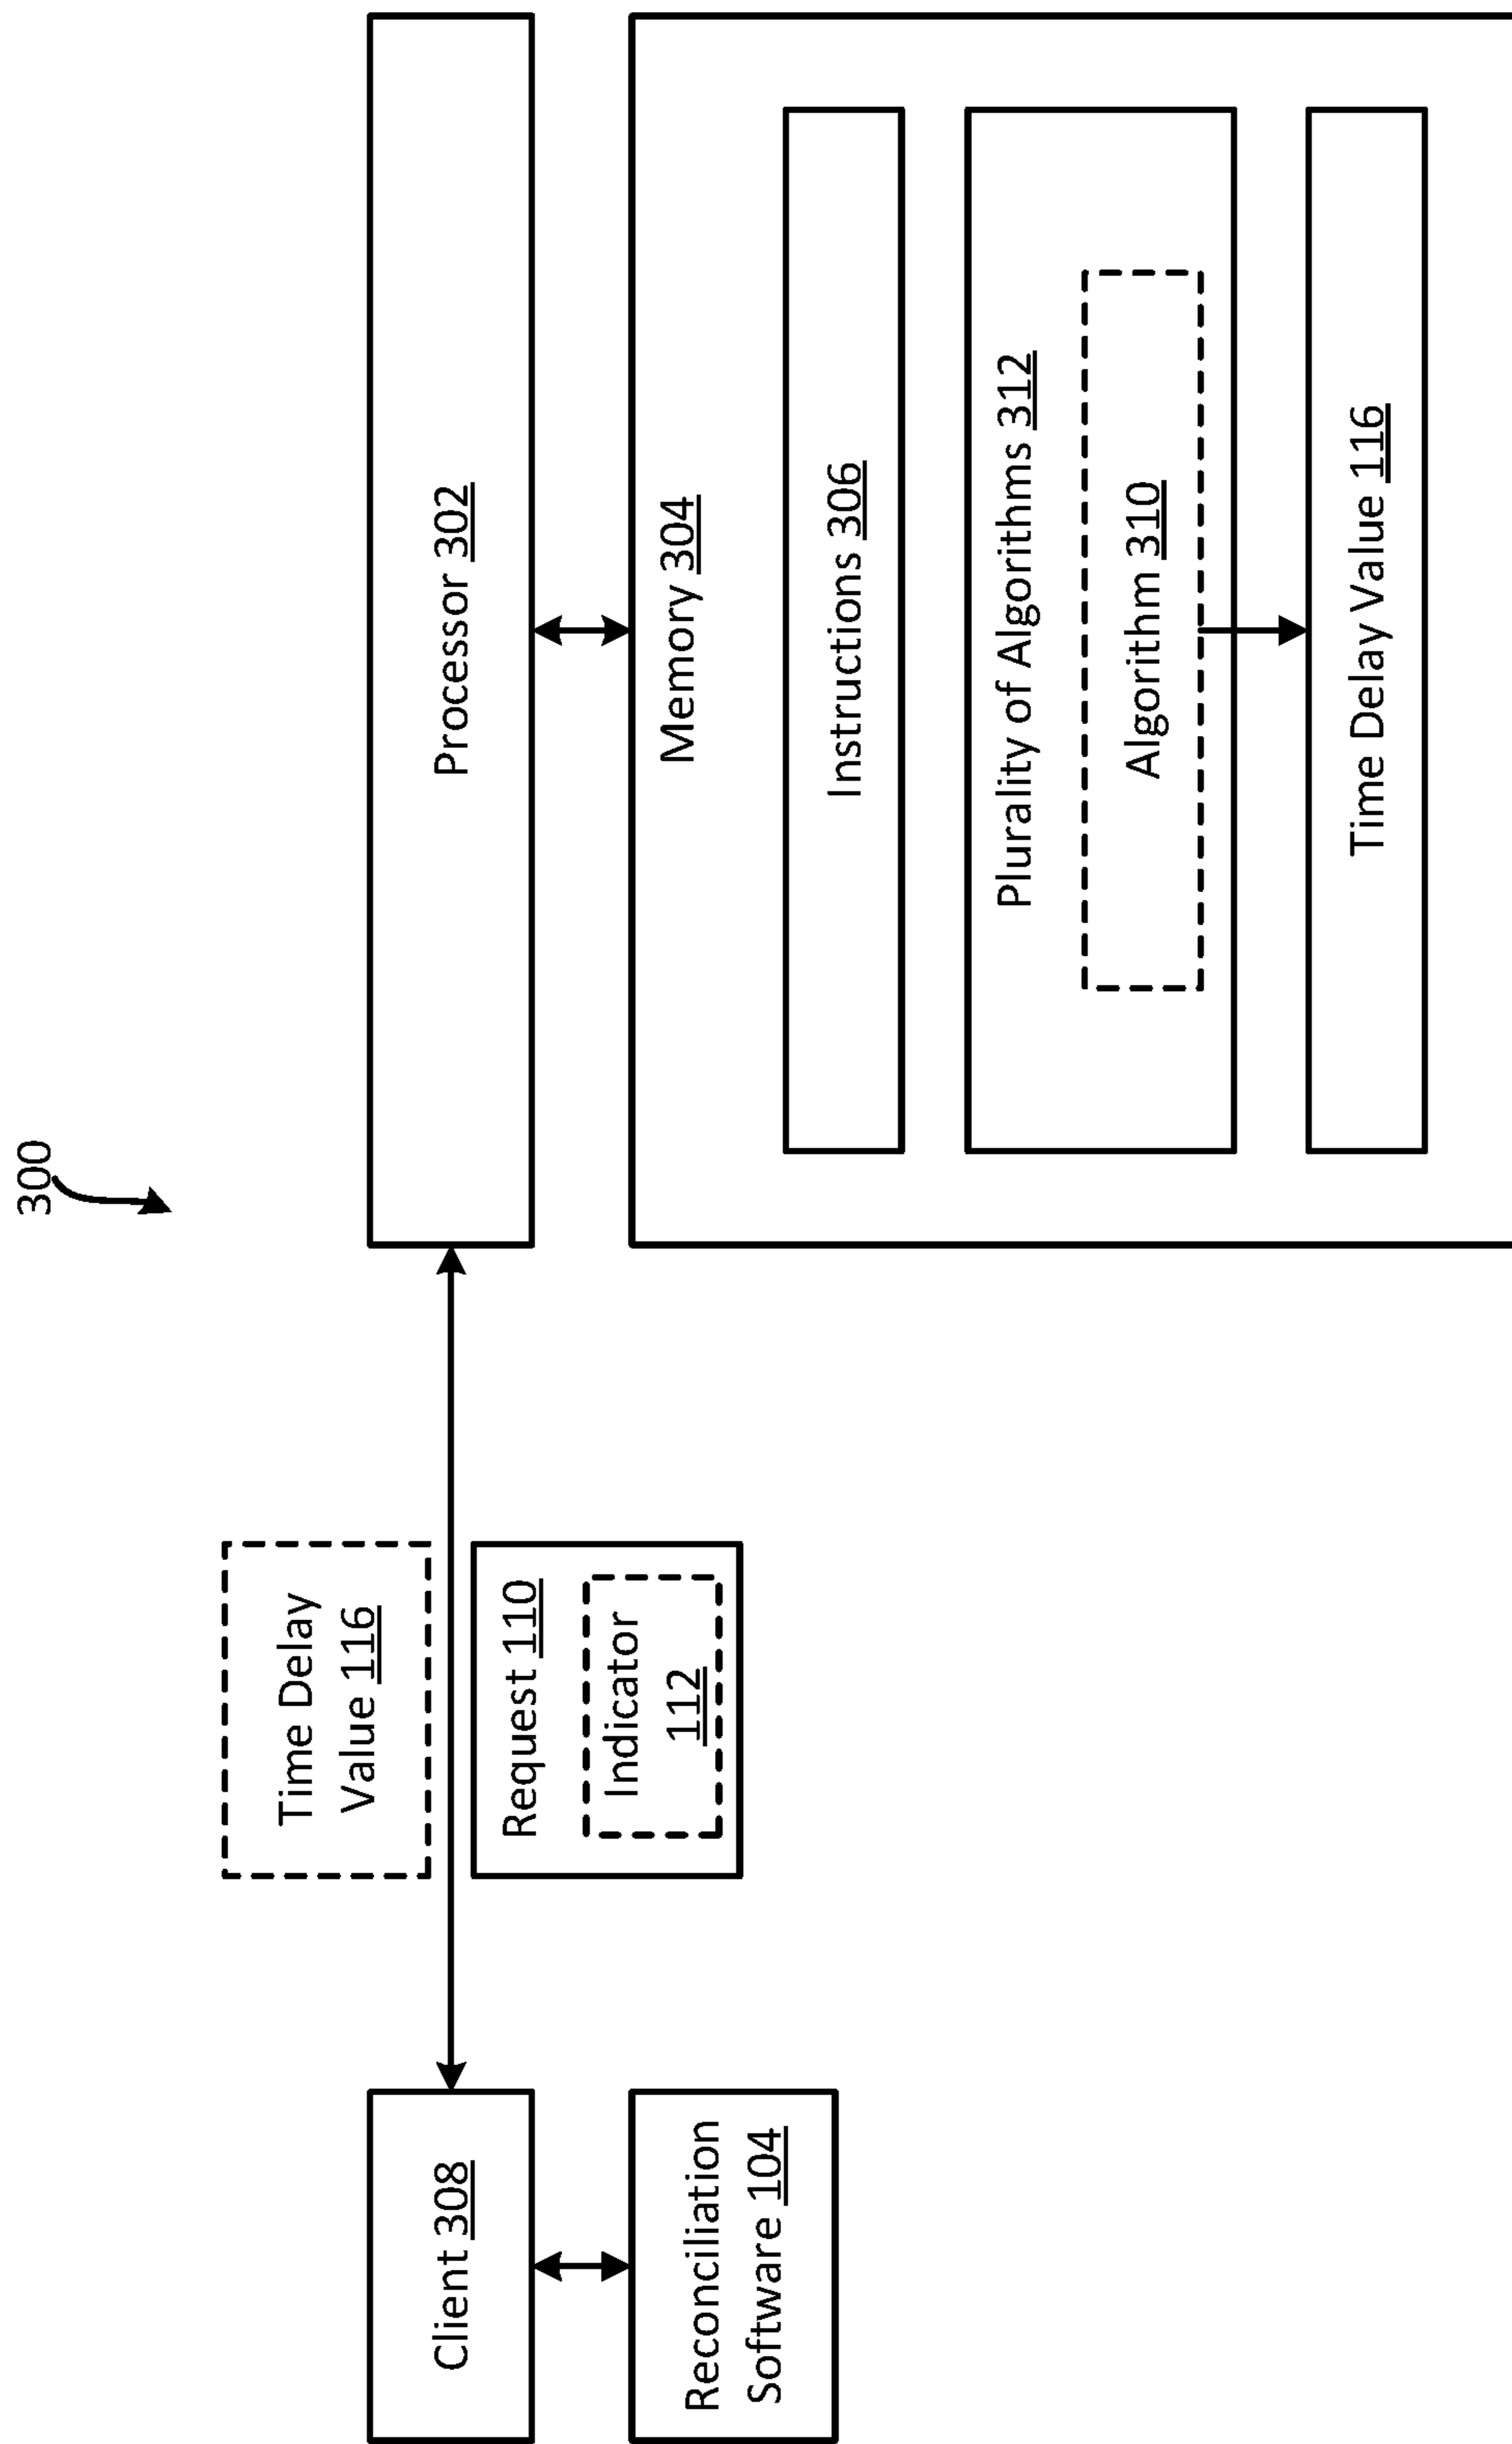 300
Time Delay
Value 116
Client 308
Request 110
Indicator
112
Reconciliation
Software 104
Processor 302
Memory 304
Instructions 306
Plurality of Algorithms 312
Algorithm 310
Time Delay Value 116